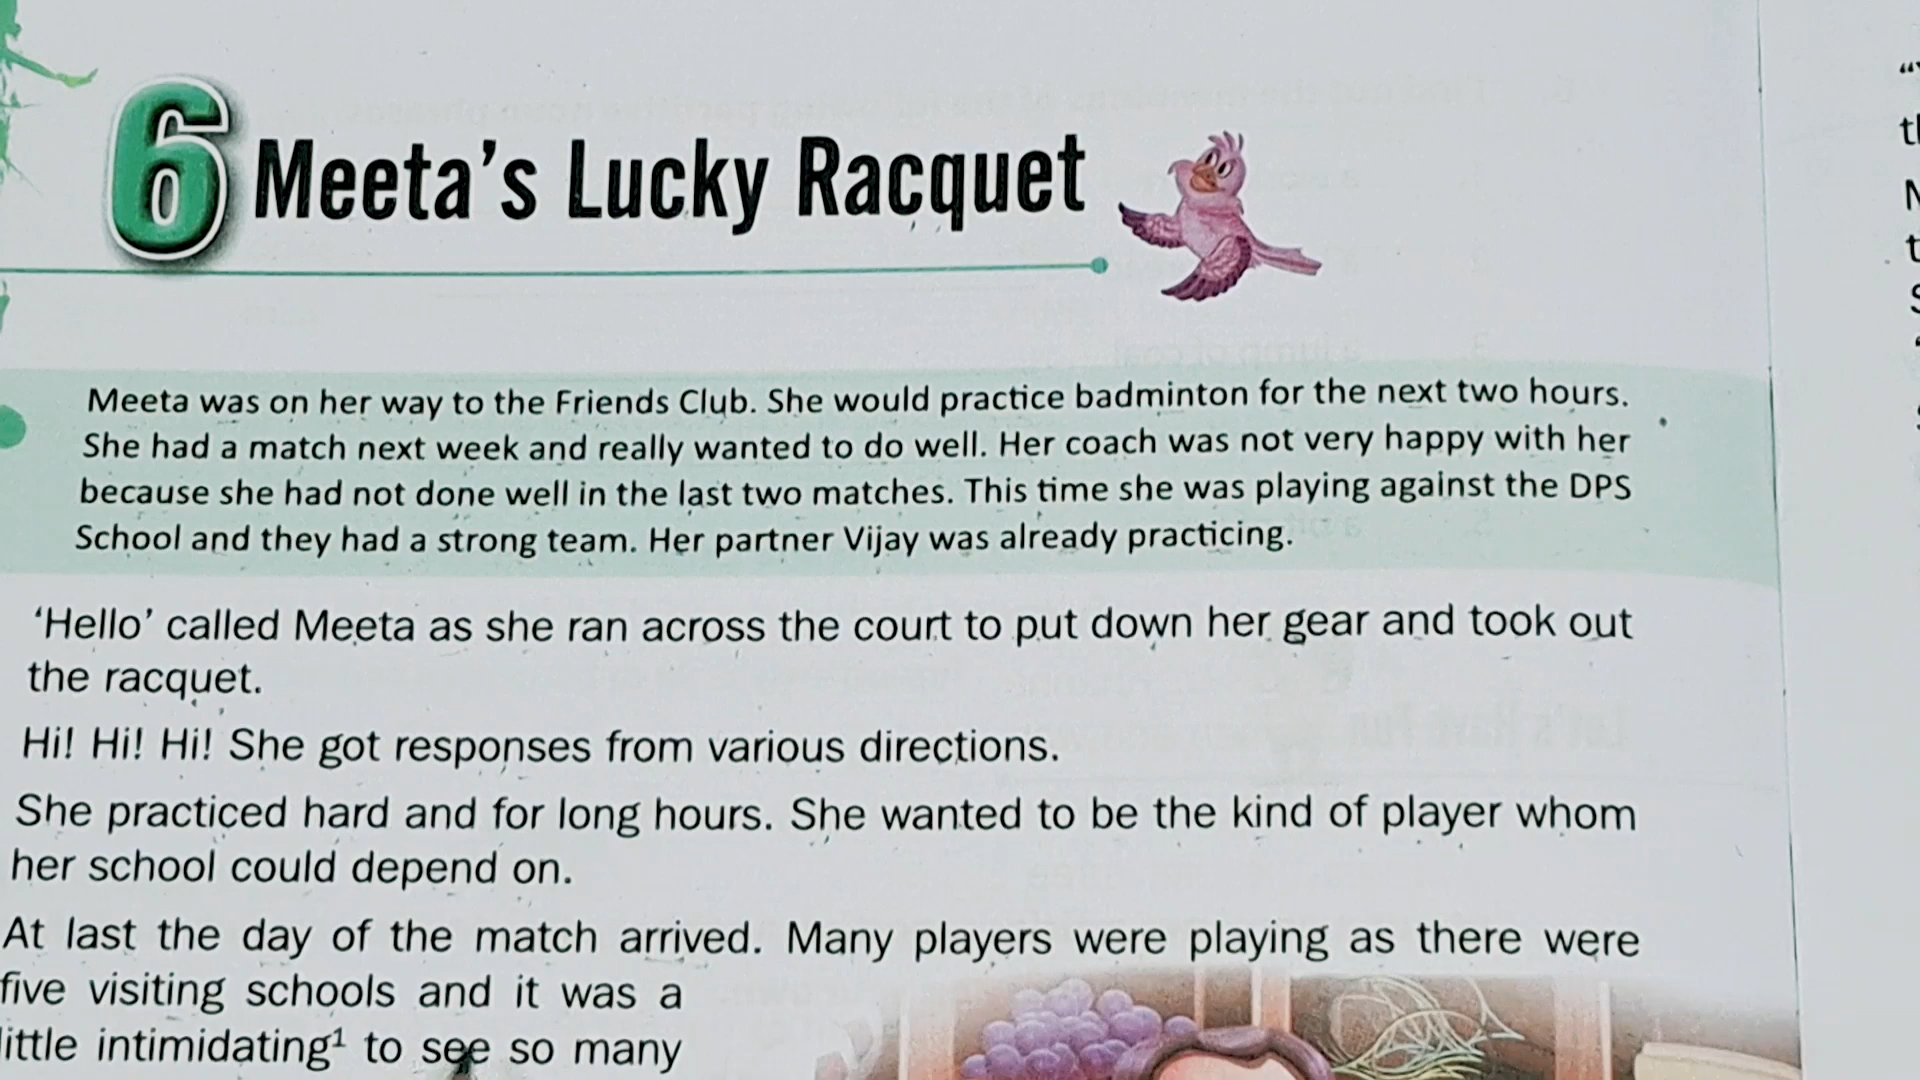 6 Meeta's Lucky Racquet
Meeta was on her way to the Friends Club. She would practice badminton for the next two hours.
She had a match next week and really wanted to do well. Her coach was not very happy with her
because she had not done well in the last two matches. This time she was playing against the DPS
School and they had a strong team. Her partner Vijay was already practicing.
‘Hello’ called Meeta as she ran across the court to put down her gear and took out
the racquet.
Hi! Hi! Hi! She got responses from various directions.
She practiced hard and for long hours. She wanted to be the kind of player whom
her school could depend on.
At last the day of the match arrived. Many players were playing as there were
five visiting schools and it was a
little intimidating¹ to see so many